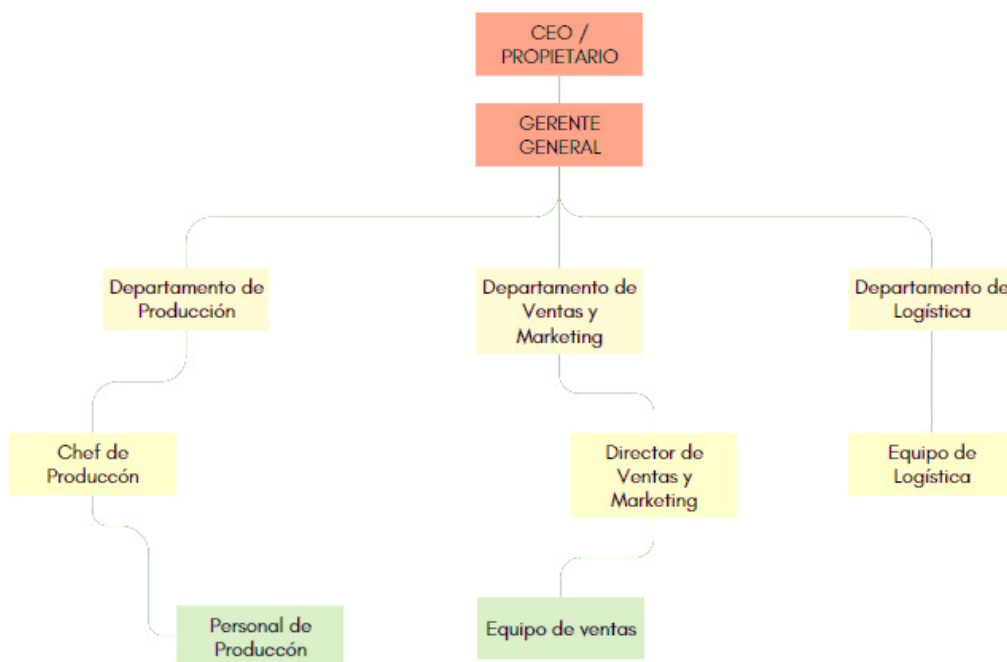 CEO /
PROPIETARIO
GERENTE
GENERAL
Departamento de
Producción
Departamento de
Ventas y
Marketing
Departamento de
Logística
Chef de
Produccón
Director de
Ventas y
Marketing
Equipo de
Logística
Personal de
Produccón
Equipo de ventas